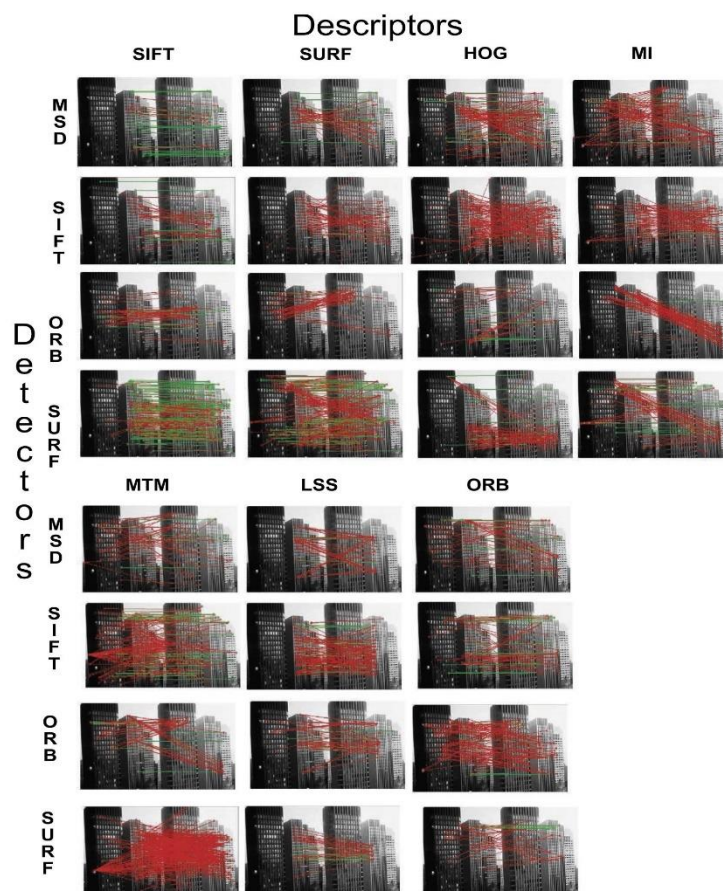 Descriptors
SIFT SURF HOG MI
MSD
SIFT
ORB
SURF
Detectors
MTM LSS ORB
MSD
SIFT
ORB
SURF